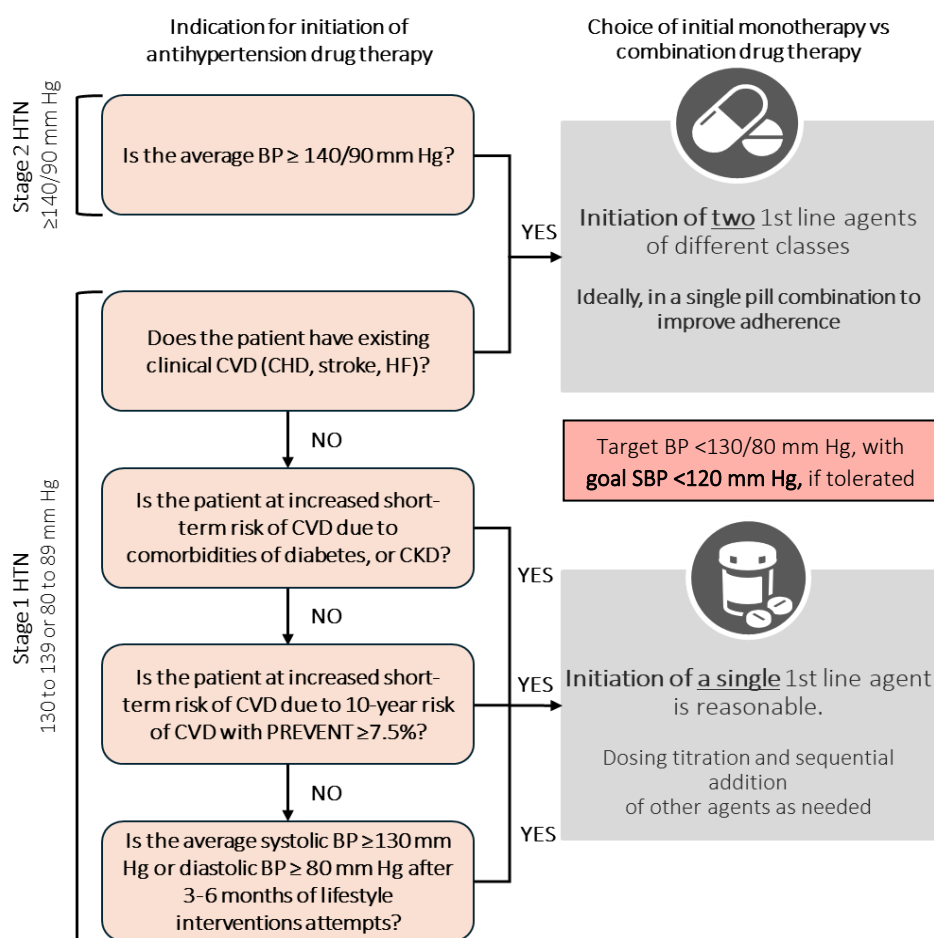 Indication for initiation of
antihypertension drug therapy
Choice of initial monotherapy vs
combination drug therapy
Stage 2 HTN
≥140/90 mm Hg
Is the average BP ≥ 140/90 mm Hg?
YES
Initiation of two 1st line agents
of different classes
Ideally, in a single pill combination to
improve adherence
Stage 1 HTN
130 to 139 or 80 to 89 mm Hg
Does the patient have existing
clinical CVD (CHD, stroke, HF)?
NO
Target BP <130/80 mm Hg, with
goal SBP <120 mm Hg, if tolerated
Is the patient at increased short-
term risk of CVD due to
comorbidities of diabetes, or CKD?
YES
NO
Is the patient at increased short-
term risk of CVD due to 10-year risk
of CVD with PREVENT ≥7.5%?
YES
Initiation of a single 1st line agent
is reasonable.
Dosing titration and sequential
addition
of other agents as needed
NO
YES
Is the average systolic BP ≥130 mm
Hg or diastolic BP ≥ 80 mm Hg after
3-6 months of lifestyle
interventions attempts?